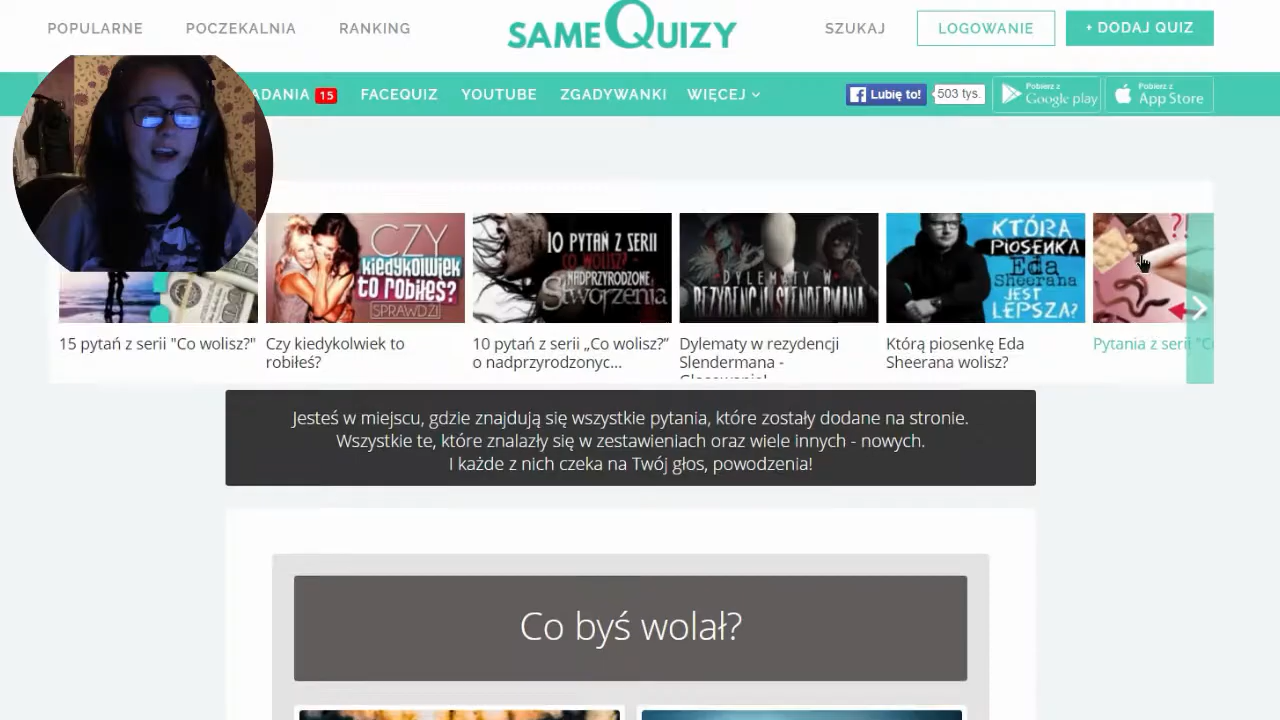 POPULARNE POCZEKALNIA RANKING SAMEQUIZY SZUKAJ LOGOWANIE + DODAJ QUIZ
ADANIA 15 FACEQUIZ YOUTUBE ZGADYWANKI WIĘCEJ Lubię to! 503 tys. Pobierz z Google play Pobierz z App Store
CZY kiedykolwiek to robiłeś? SPRAWDZ!
10 PYTAŃ Z SERII CO WOLISZ? NADPRZYRODZONE Stworzenia
DYLEMATY W REZYDENCJI SLENDERMANA
KTÓRA PIOSENKA Eda Sheerana JEST LEPSZA?
?!
15 pytań z serii "Co wolisz?"
Czy kiedykolwiek to
robiłeś?
10 pytań z serii „Co wolisz?”
o nadprzyrodzonyc...
Dylematy w rezydencji
Slendermana -
Głosowanie!
Którą piosenkę Eda
Sheerana wolisz?
Pytania z serii "C
Jesteś w miejscu, gdzie znajdują się wszystkie pytania, które zostały dodane na stronie.
Wszystkie te, które znalazły się w zestawieniach oraz wiele innych - nowych.
I każde z nich czeka na Twój głos, powodzenia!
Co byś wolał?